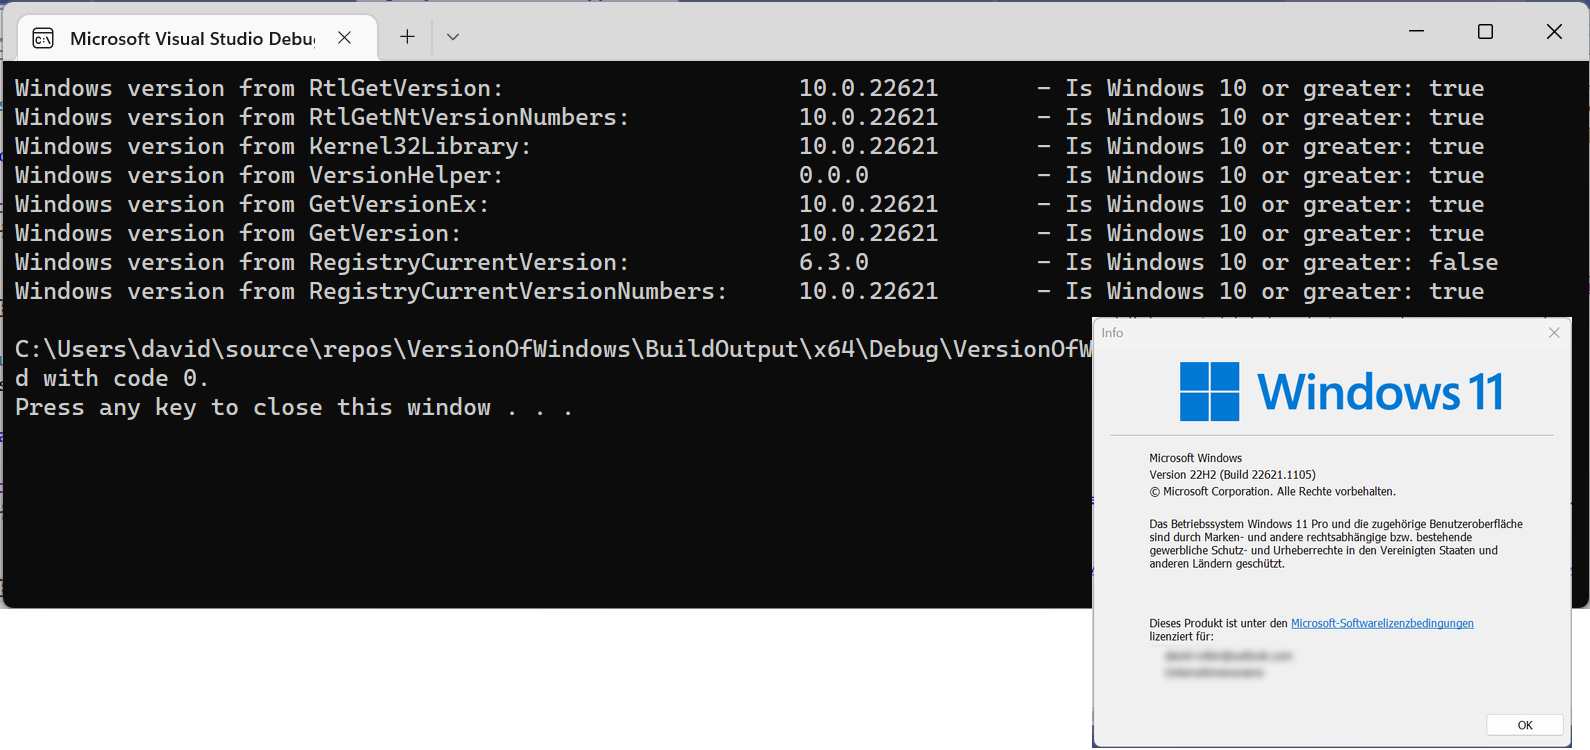 Microsoft Visual Studio Debu
Windows version from RtlGetVersion: 10.0.22621 - Is Windows 10 or greater: true
Windows version from RtlGetNtVersionNumbers: 10.0.22621 - Is Windows 10 or greater: true
Windows version from Kernel32Library: 10.0.22621 - Is Windows 10 or greater: true
Windows version from VersionHelper: 0.0.0 - Is Windows 10 or greater: true
Windows version from GetVersionEx: 10.0.22621 - Is Windows 10 or greater: true
Windows version from GetVersion: 10.0.22621 - Is Windows 10 or greater: true
Windows version from RegistryCurrentVersion: 6.3.0 - Is Windows 10 or greater: false
Windows version from RegistryCurrentVersionNumbers: 10.0.22621 - Is Windows 10 or greater: true
C:\Users\david\source\repos\VersionOfWindows\BuildOutput\x64\Debug\VersionOfW
d with code 0.
Press any key to close this window . . .
Info
Windows 11
Microsoft Windows
Version 22H2 (Build 22621.1105)
© Microsoft Corporation. Alle Rechte vorbehalten.
Das Betriebssystem Windows 11 Pro und die zugehörige Benutzeroberfläche
sind durch Marken- und andere rechtsabhängige bzw. bestehende
gewerbliche Schutz- und Urheberrechte in den Vereinigten Staaten und
anderen Ländern geschützt.
Dieses Produkt ist unter den Microsoft-Softwarelizenzbedingungen
lizenziert für:
OK